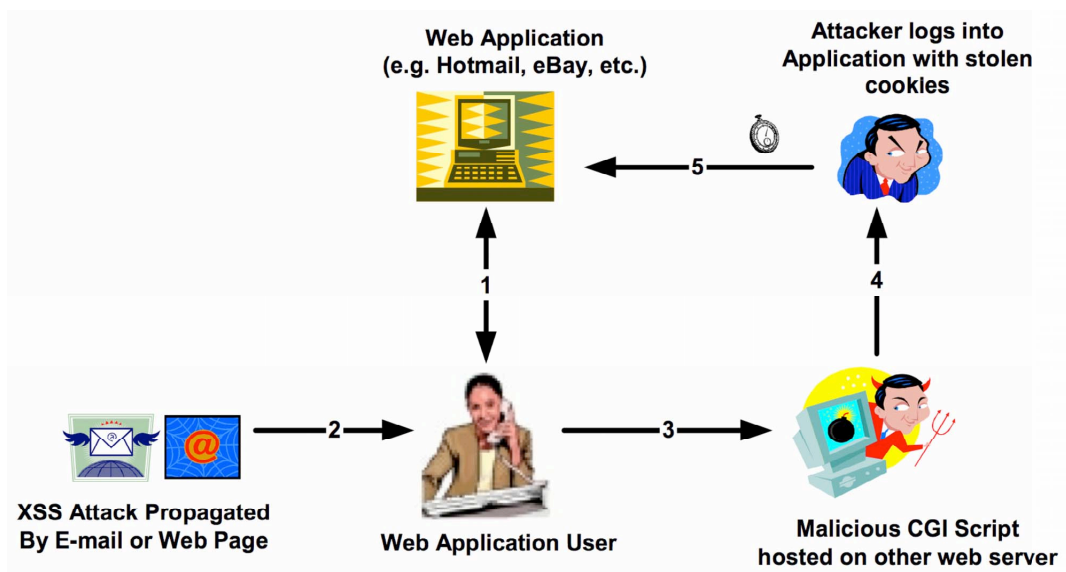 Web Application
(e.g. Hotmail, eBay, etc.)
Attacker logs into
Application with stolen
cookies
5
1
4
2
3
@
XSS Attack Propagated
By E-mail or Web Page
Web Application User
Malicious CGI Script
hosted on other web server